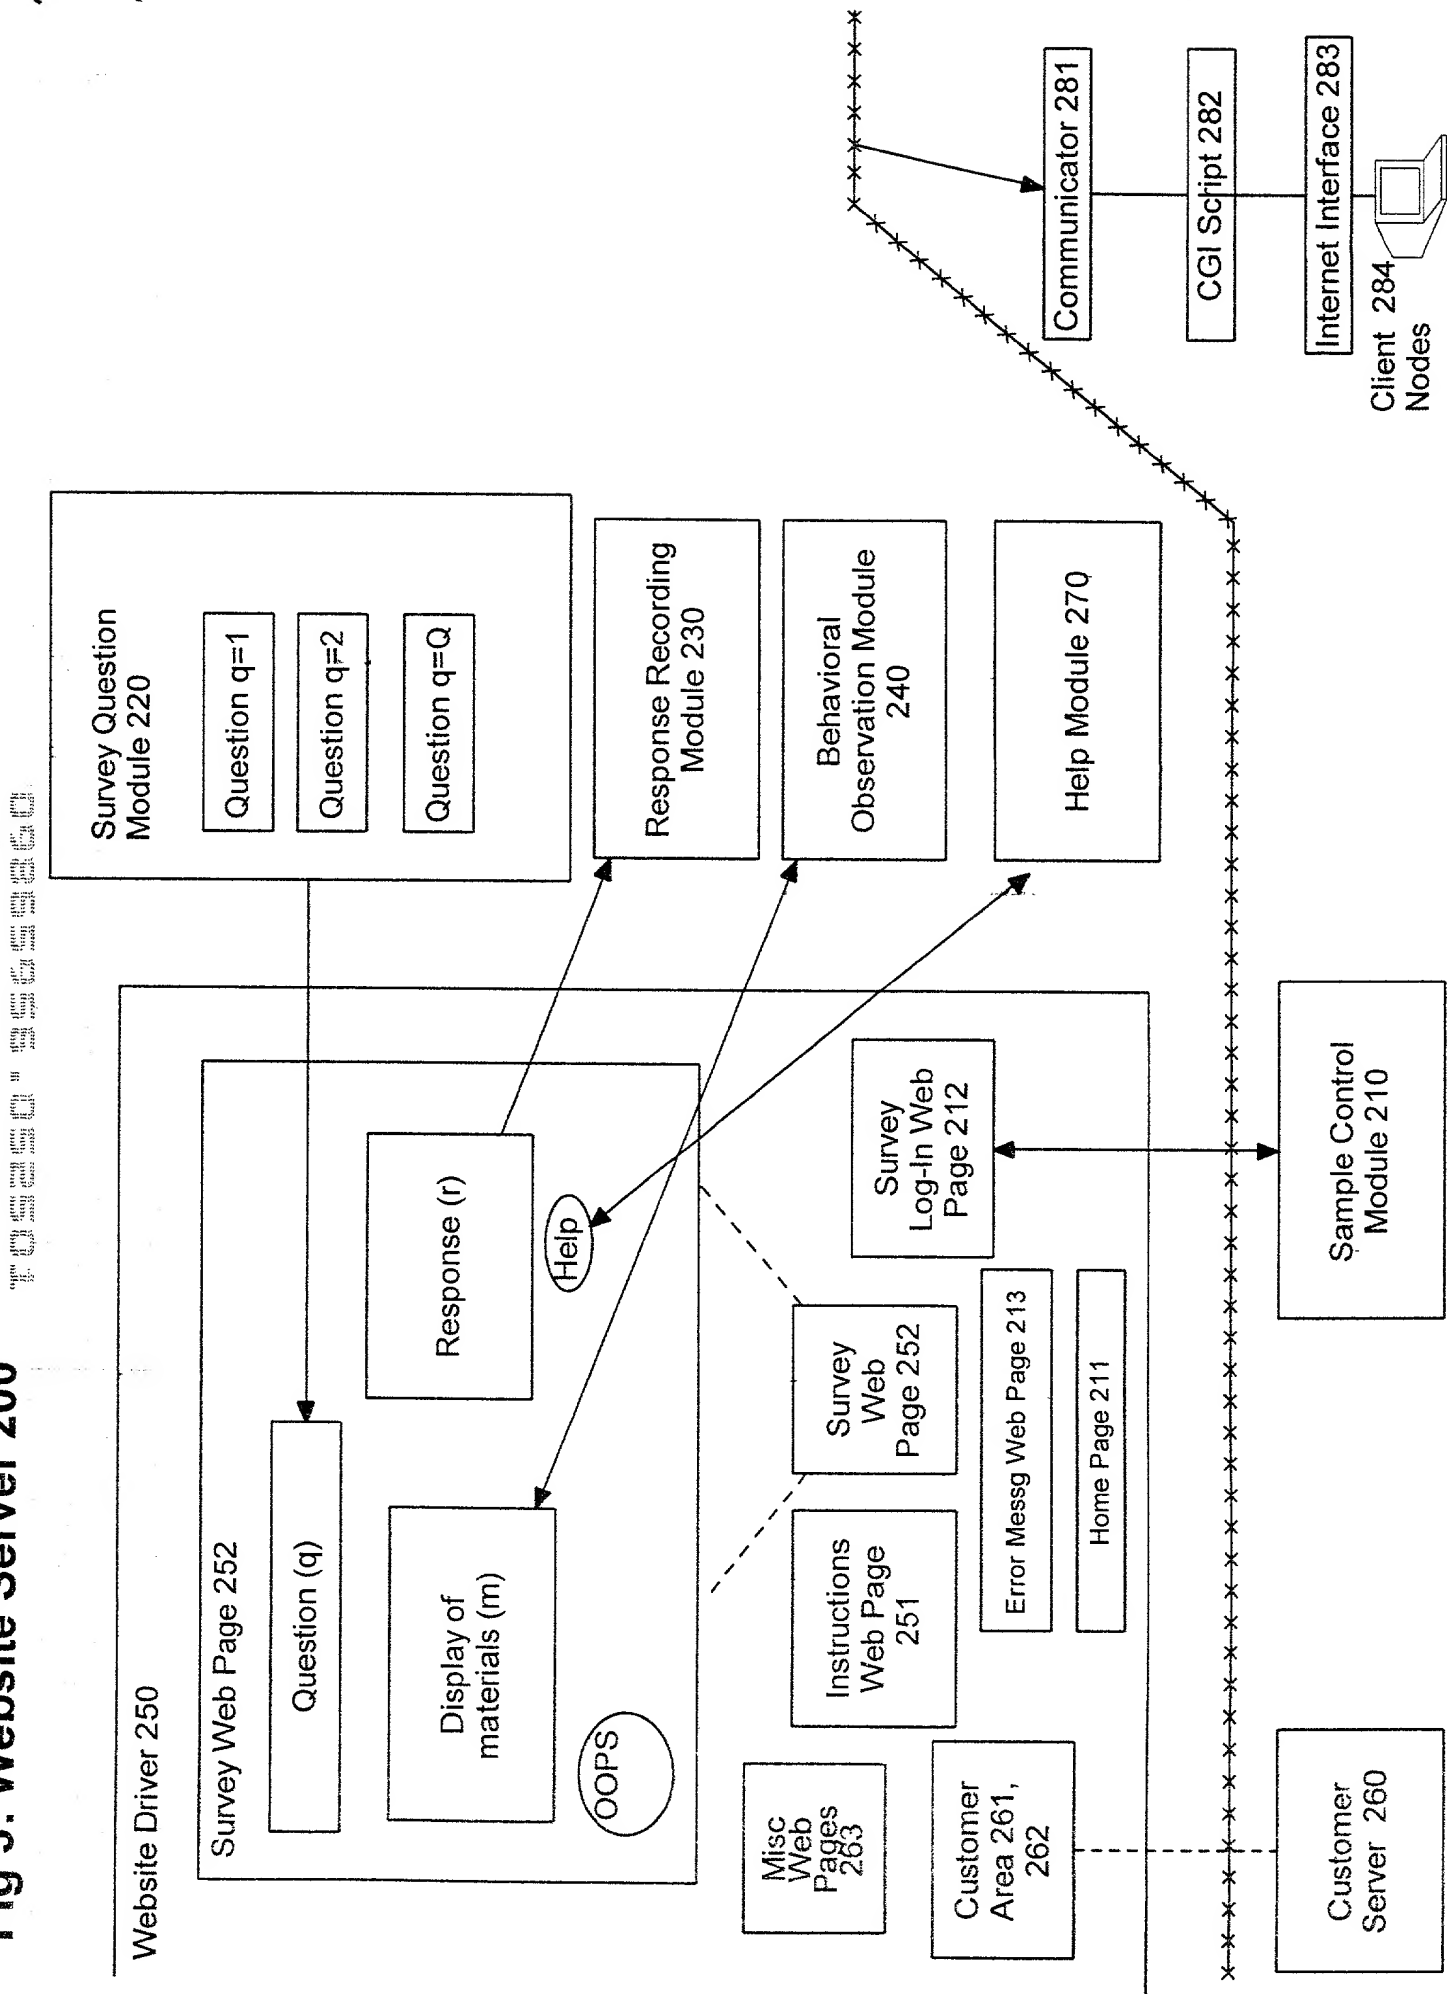 Website Server 200
Website Driver 250
Survey Web Page 252
Question (q)
Display of
materials (m)
OOPS
Response (r)
Help
Survey Question
Module 220
Question q=1
Question q=2
Question q=Q
Response Recording
Module 230
Behavioral
Observation Module
240
Help Module 270
Misc
Web
Pages
263
Customer
Area 261,
262
Instructions
Web Page
251
Survey
Web
Page 252
Survey
Log-In Web
Page 212
Error Messg Web Page 213
Home Page 211
Customer
Server 260
Sample Control
Module 210
Communicator 281
CGI Script 282
Internet Interface 283
Client 284
Nodes